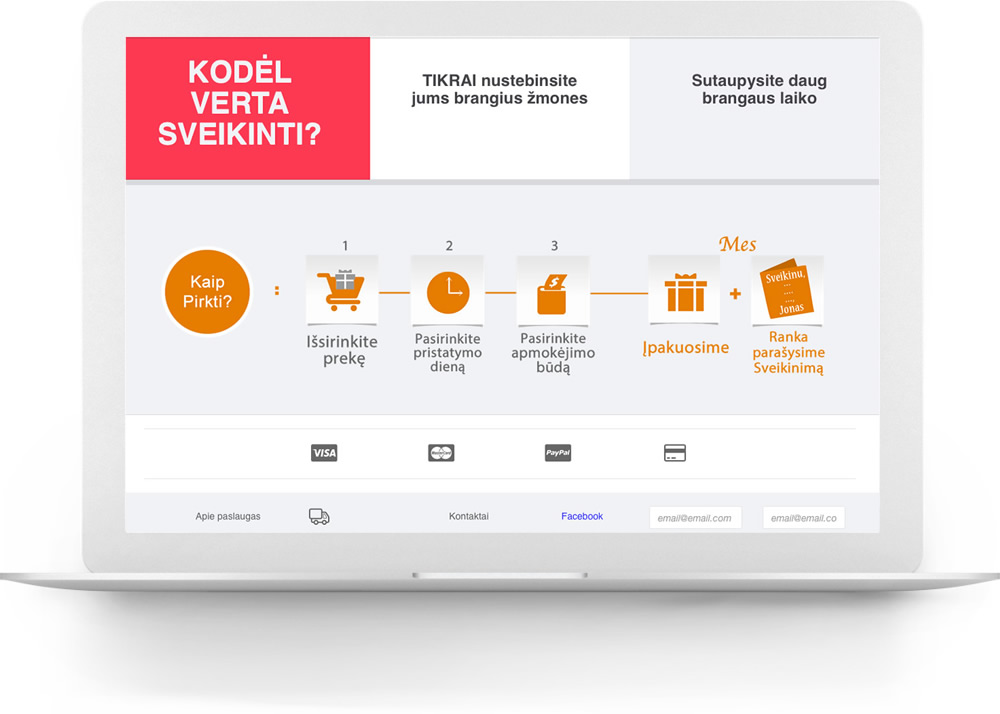 KODĖL
VERTA
SVEIKINTI?
TIKRAI nustebinsite
jums brangius žmones
Sutaupysite daug
brangaus laiko
Kaip
Pirkti?
:
1
Išsirinkite
prekę
2
Pasirinkite
pristatymo
dieną
3
$
Pasirinkite
apmokėjimo
būdą
Mes
Įpakuosime
+
Sveikinu,
....
....,
Jonas
Ranka
parašysime
Sveikinimą
VISA
MasterCard
PayPal
Apie paslaugas
Kontaktai
Facebook
email@email.com
email@email.co